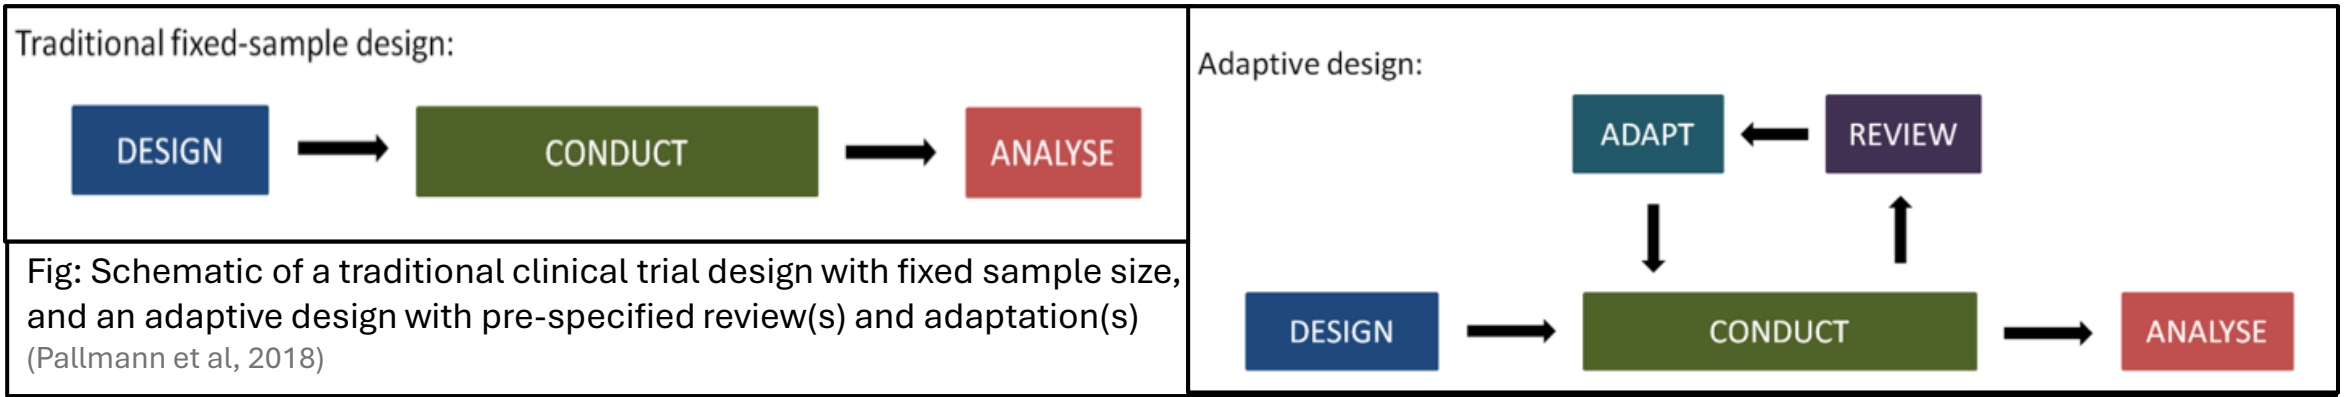 Traditional fixed-sample design:
DESIGN
CONDUCT
ANALYSE
Fig: Schematic of a traditional clinical trial design with fixed sample size,
and an adaptive design with pre-specified review(s) and adaptation(s)
(Pallmann et al, 2018)
Adaptive design:
ADAPT
REVIEW
DESIGN
CONDUCT
ANALYSE